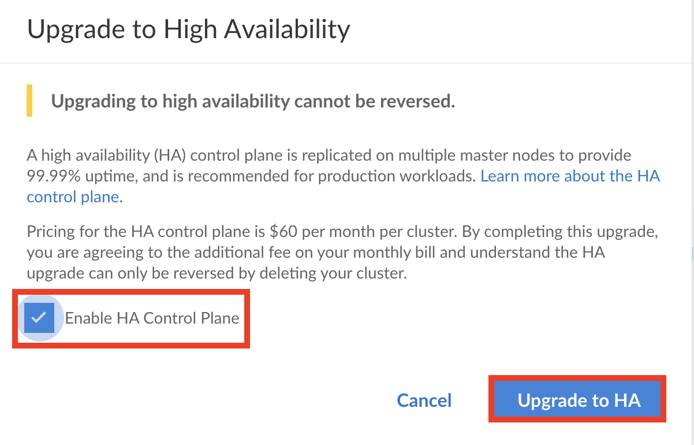 Upgrade to High Availability
Upgrading to high availability cannot be reversed.
A high availability (HA) control plane is replicated on multiple master nodes to provide
99.99% uptime, and is recommended for production workloads. Learn more about the HA
control plane.
Pricing for the HA control plane is $60 per month per cluster. By completing this upgrade,
you are agreeing to the additional fee on your monthly bill and understand the HA
upgrade can only be reversed by deleting your cluster.
Enable HA Control Plane
Cancel Upgrade to HA